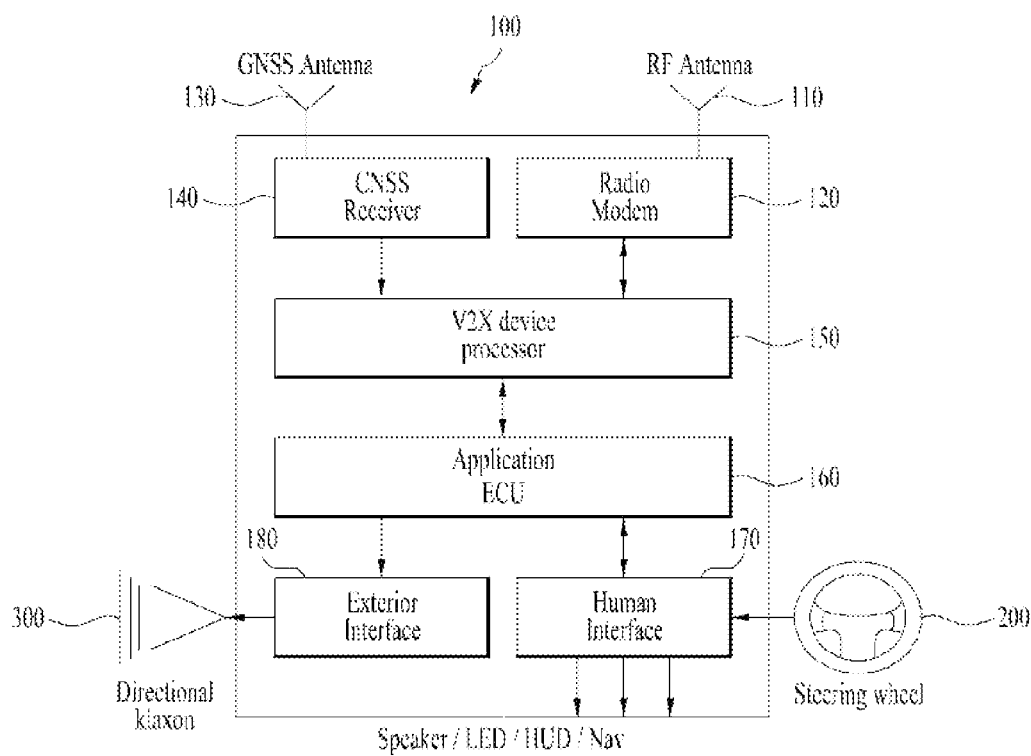 100
GNSS Antenna
RF Antenna
130
110
CNSS
Receiver
Radio
Modem
140
120
V2X device
processor
150
Application
ECU
160
180
170
Exterior
Interface
Human
Interface
300
200
Directional
kiaxon
Steering wheel
Speaker / LED / HUD / Nav